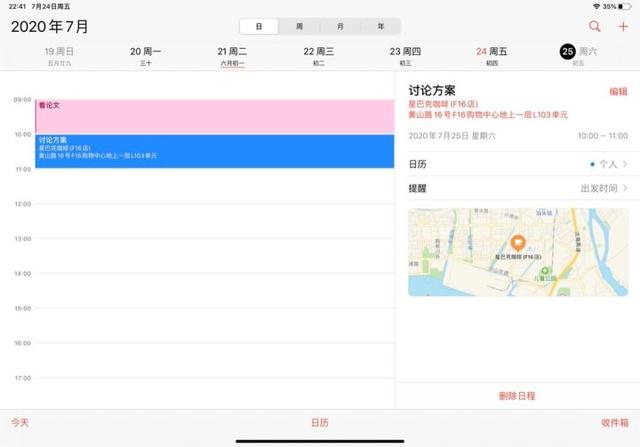 22:41 7月24日周五
35%
2020年7月
日 周 月 年
19 周日 20 周一 21 周二 22 周三 23 周四 24 周五 25 周六
五月廿九 三十 六月初一 初二 初三 初四 初五
09:00
看论文
10:00
讨论方案
星巴克咖啡 (F16店)
黄山路16号F16购物中心地上一层L103单元
11:00
12:00
13:00
14:00
15:00
16:00
17:00
讨论方案
编辑
星巴克咖啡 (F16店)
黄山路16号F16购物中心地上一层L103单元
2020年7月25日 星期六 10:00 – 11:00
日历 个人
提醒 出发时间
汕头站
星巴克咖啡(F16店)
儿童公园
删除日程
今天 日历 收件箱